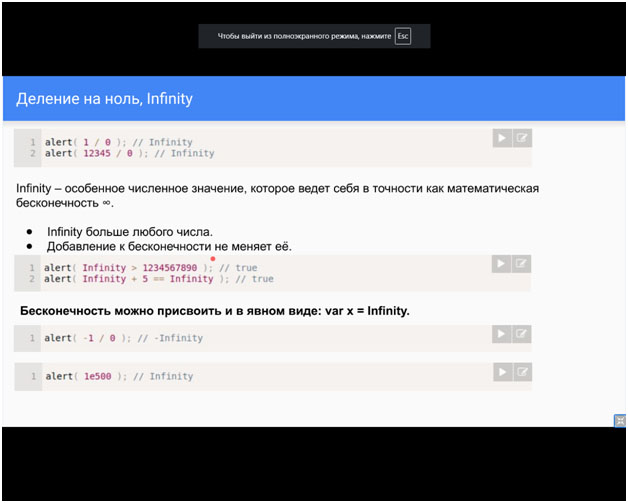 Чтобы выйти из полноэкранного режима, нажмите Esc
Деление на ноль, Infinity
1 alert( 1 / 0 ); // Infinity
2 alert( 12345 / 0 ); // Infinity
Infinity – особенное численное значение, которое ведет себя в точности как математическая
бесконечность ∞.
● Infinity больше любого числа.
● Добавление к бесконечности не меняет её.
1 alert( Infinity > 1234567890 ); // true
2 alert( Infinity + 5 == Infinity ); // true
Бесконечность можно присвоить и в явном виде: var x = Infinity.
1 alert( -1 / 0 ); // -Infinity
1 alert( 1e500 ); // Infinity